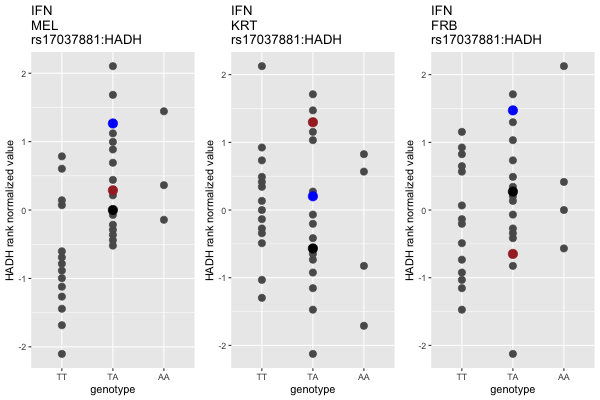 IFN
MEL
rs17037881:HADH
HADH rank normalized value
2
1
0
-1
-2
TT
TA
AA
genotype
IFN
KRT
rs17037881:HADH
HADH rank normalized value
2
1
0
-1
-2
TT
TA
AA
genotype
IFN
FRB
rs17037881:HADH
HADH rank normalized value
2
1
0
-1
-2
TT
TA
AA
genotype